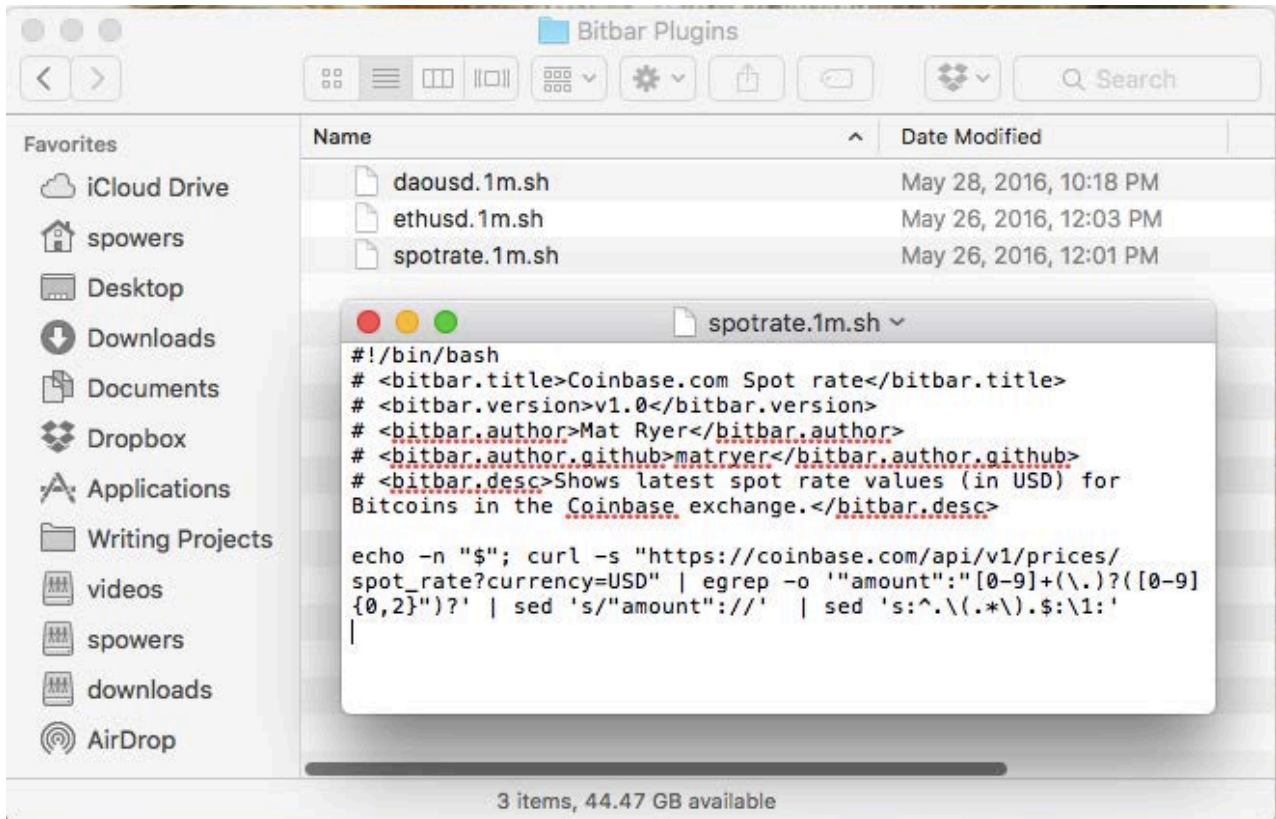 Bitbar Plugins
Search
Favorites
iCloud Drive
spowers
Desktop
Downloads
Documents
Dropbox
Applications
Writing Projects
videos
spowers
downloads
AirDrop
Name
Date Modified
daousd.1m.sh May 28, 2016, 10:18 PM
ethusd.1m.sh May 26, 2016, 12:03 PM
spotrate.1m.sh May 26, 2016, 12:01 PM
spotrate.1m.sh
#!/bin/bash
# <bitbar.title>Coinbase.com Spot rate</bitbar.title>
# <bitbar.version>v1.0</bitbar.version>
# <bitbar.author>Mat Ryer</bitbar.author>
# <bitbar.author.github>matryer</bitbar.author.github>
# <bitbar.desc>Shows latest spot rate values (in USD) for
Bitcoins in the Coinbase exchange.</bitbar.desc>
echo -n "$"; curl -s "https://coinbase.com/api/v1/prices/
spot_rate?currency=USD" | egrep -o '"amount":"[0-9]+(\.)?([0-9]
{0,2}")?' | sed 's/"amount"://'  | sed 's:^.\(.*\).$:\1:'
3 items, 44.47 GB available